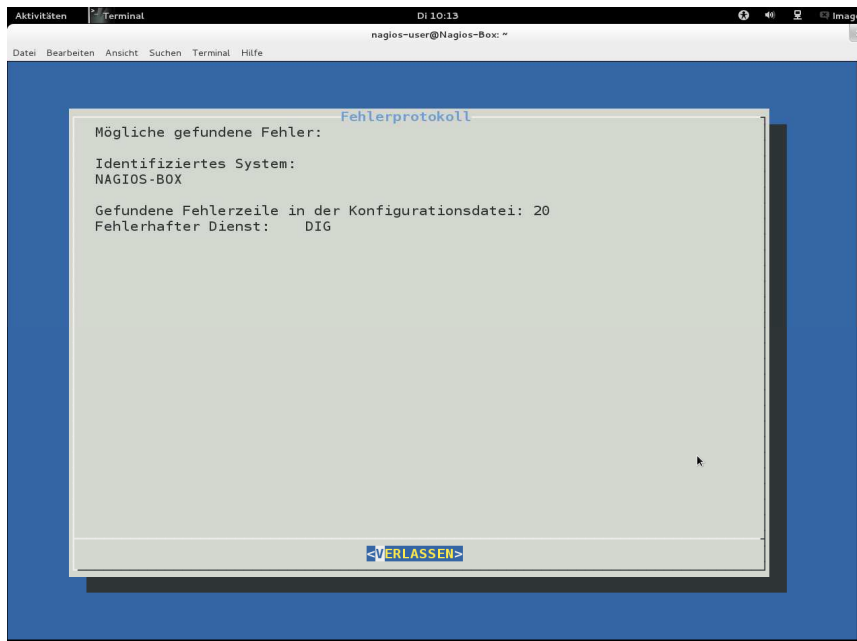 Aktivitäten Terminal Di 10:13
nagios-user@Nagios-Box: ~
Datei Bearbeiten Ansicht Suchen Terminal Hilfe
Fehlerprotokoll
Mögliche gefundene Fehler:
Identifiziertes System:
NAGIOS-BOX
Gefundene Fehlerzeile in der Konfigurationsdatei: 20
Fehlerhafter Dienst: DIG
<VERLASSEN>